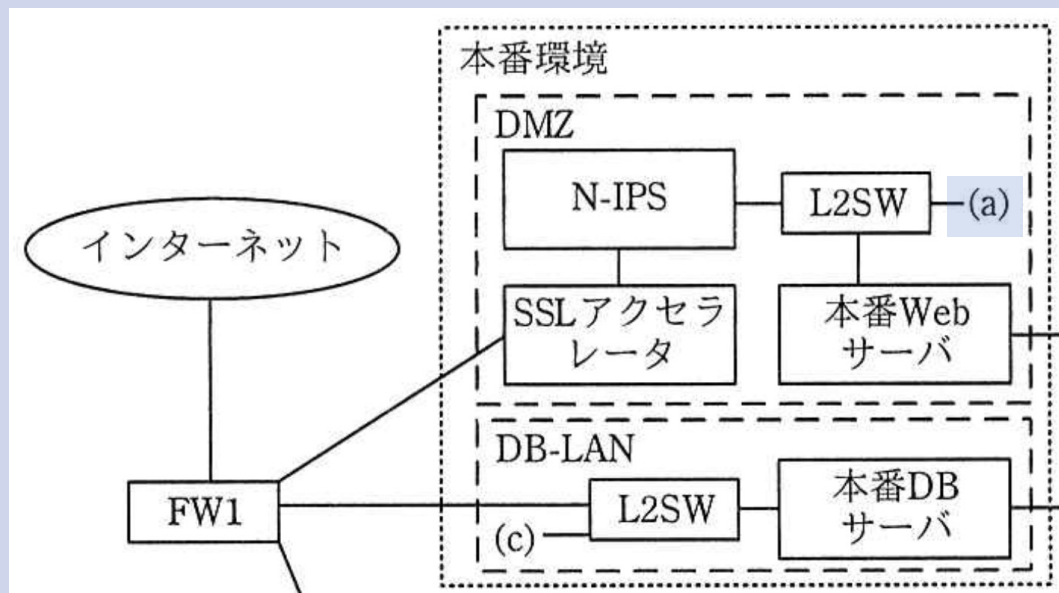 本番環境
DMZ
N-IPS
L2SW
(a)
インターネット
SSLアクセラ
レータ
本番Web
サーバ
DB-LAN
FW1
L2SW
本番DB
サーバ
(c)